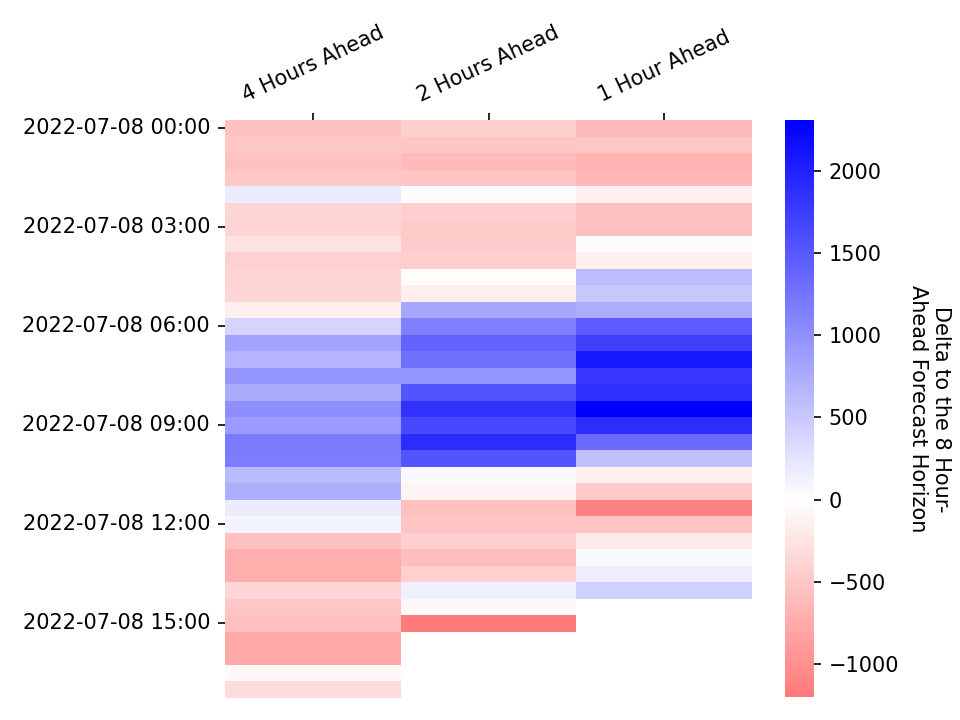 4 Hours Ahead
2 Hours Ahead
1 Hour Ahead
2022-07-08 00:00
2022-07-08 03:00
2022-07-08 06:00
2022-07-08 09:00
2022-07-08 12:00
2022-07-08 15:00
2000
1500
1000
500
0
−500
−1000
Delta to the 8 Hour-
Ahead Forecast Horizon